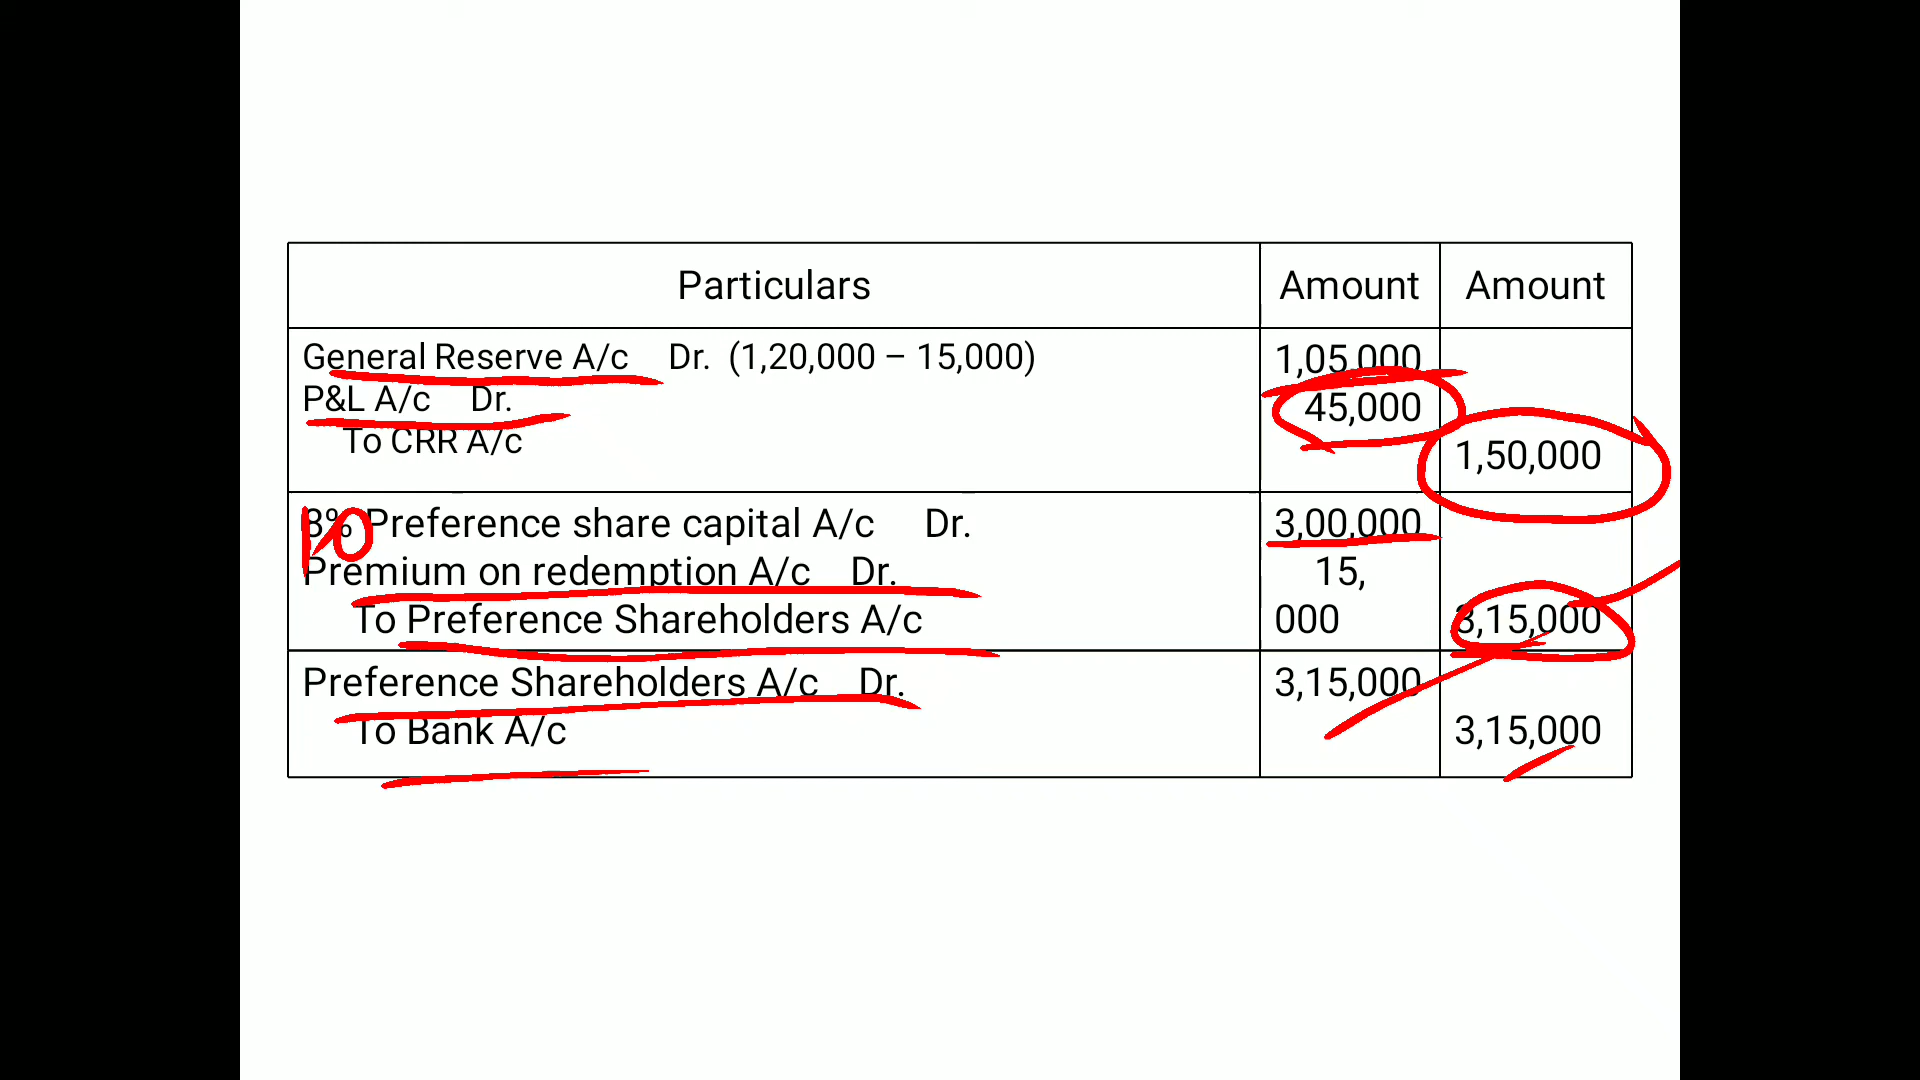 Particulars Amount Amount
General Reserve A/c Dr. (1,20,000 – 15,000) 1,05,000
P&L A/c Dr. 45,000
To CRR A/c 1,50,000
8% Preference share capital A/c Dr. 3,00,000
10
Premium on redemption A/c Dr. 15,
000
To Preference Shareholders A/c 3,15,000
Preference Shareholders A/c Dr. 3,15,000
To Bank A/c 3,15,000